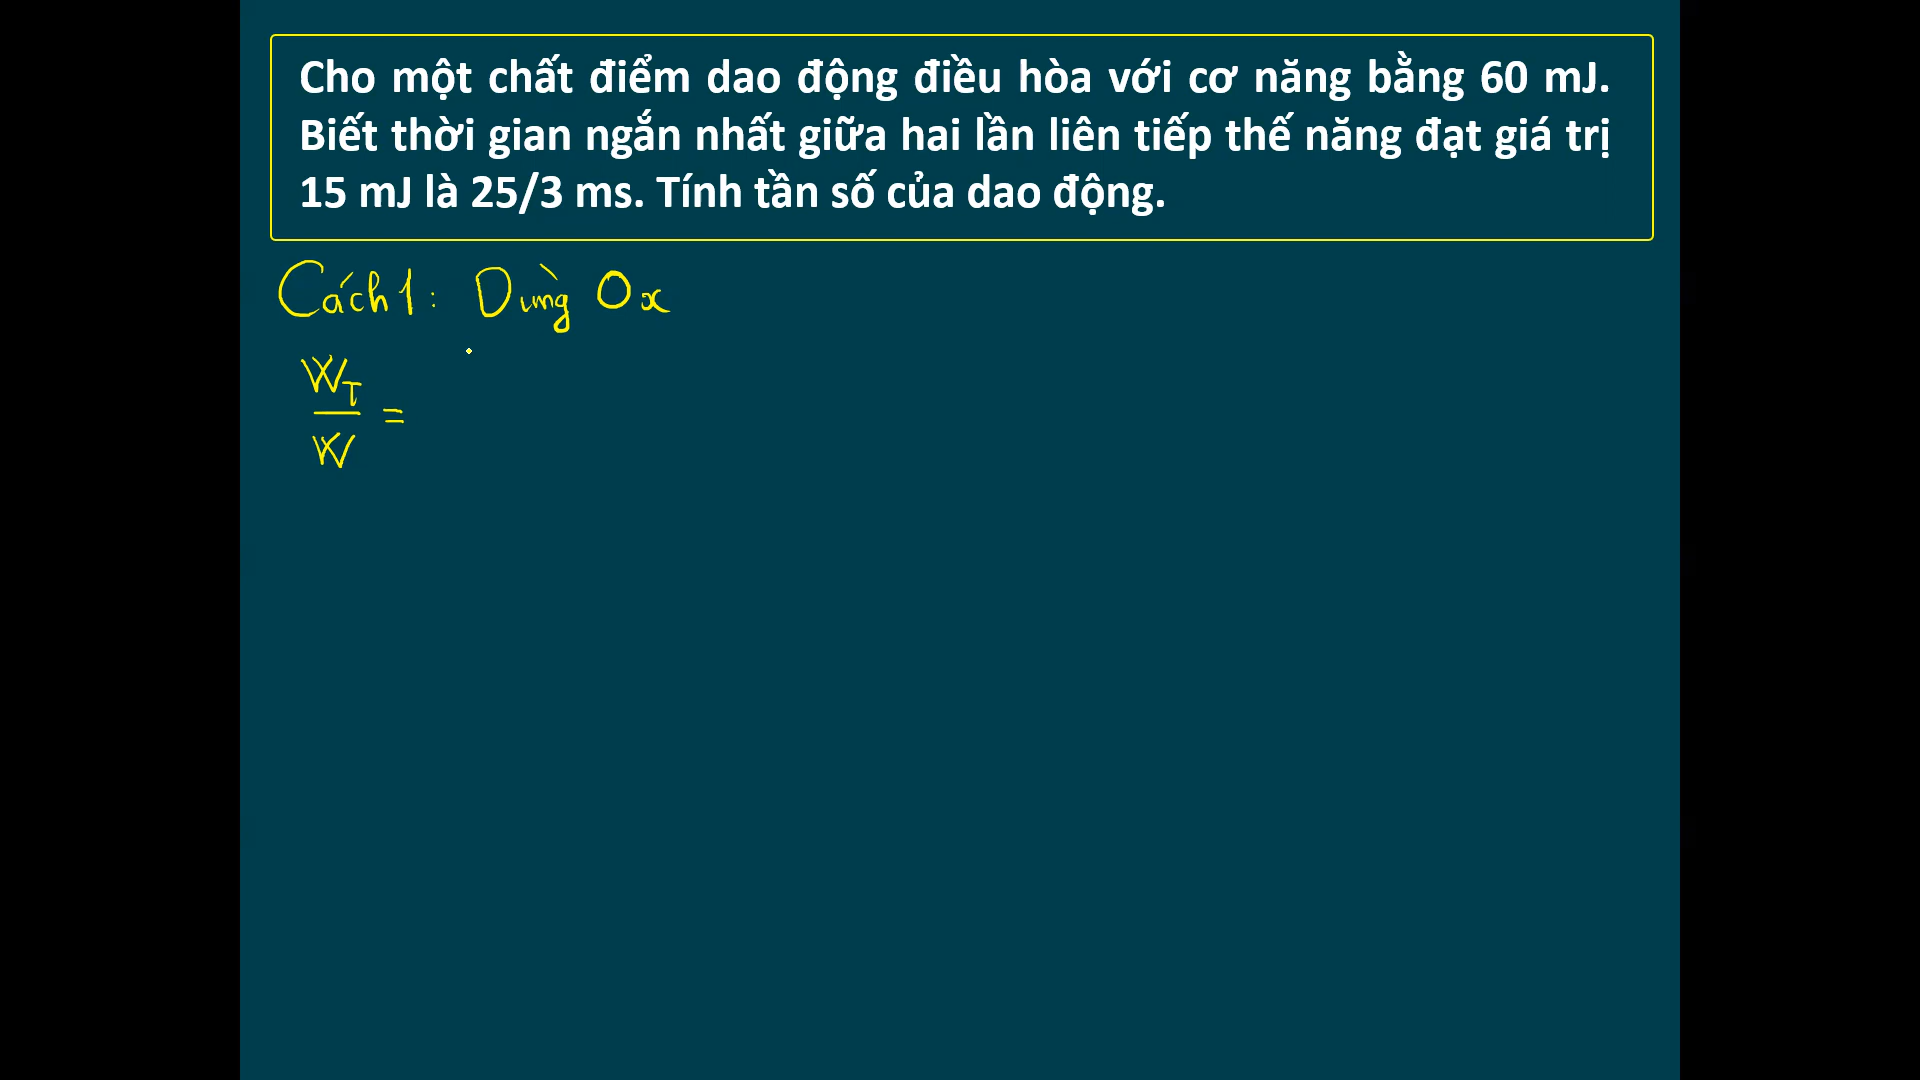 Cho một chất điểm dao động điều hòa với cơ năng bằng 60 mJ.
Biết thời gian ngắn nhất giữa hai lần liên tiếp thế năng đạt giá trị
15 mJ là 25/3 ms. Tính tần số của dao động.
Cách 1: Dùng Ox
W_T
/W =